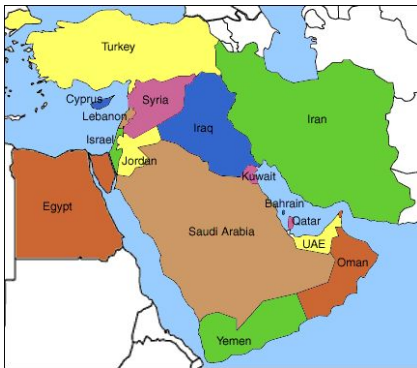 Turkey
Cyprus
Syria
Lebanon
Iraq
Iran
Israel
Jordan
Kuwait
Egypt
Bahrain
Qatar
Saudi Arabia
UAE
Oman
Yemen